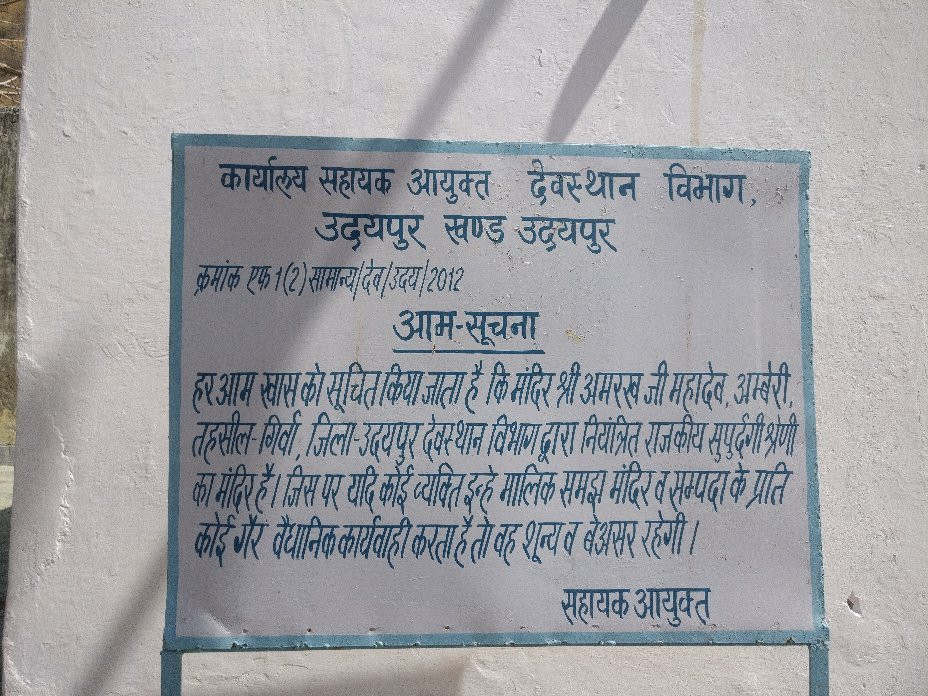 कार्यालय सहायक आयुक्त देवस्थान विभाग,
उदयपुर खण्ड उदयपुर
क्रमांक एफ 1(2) सामान्य/देव/उदय/2012
आम-सूचना
हर आम खास को सूचित किया जाता है कि मंदिर श्री अमरख जी महादेव, अम्बेरी,
तहसील-गिर्वा, जिला-उदयपुर देवस्थान विभाग द्वारा नियंत्रित राजकीय सुपुर्दगी श्रेणी
का मंदिर है। जिस पर यदि कोई व्यक्ति इन्हे मालिक समझ मंदिर व सम्पदा के प्रति
कोई गैर वैधानिक कार्यवाही करता है तो वह शून्य व बेअसर रहेगी।
सहायक आयुक्त